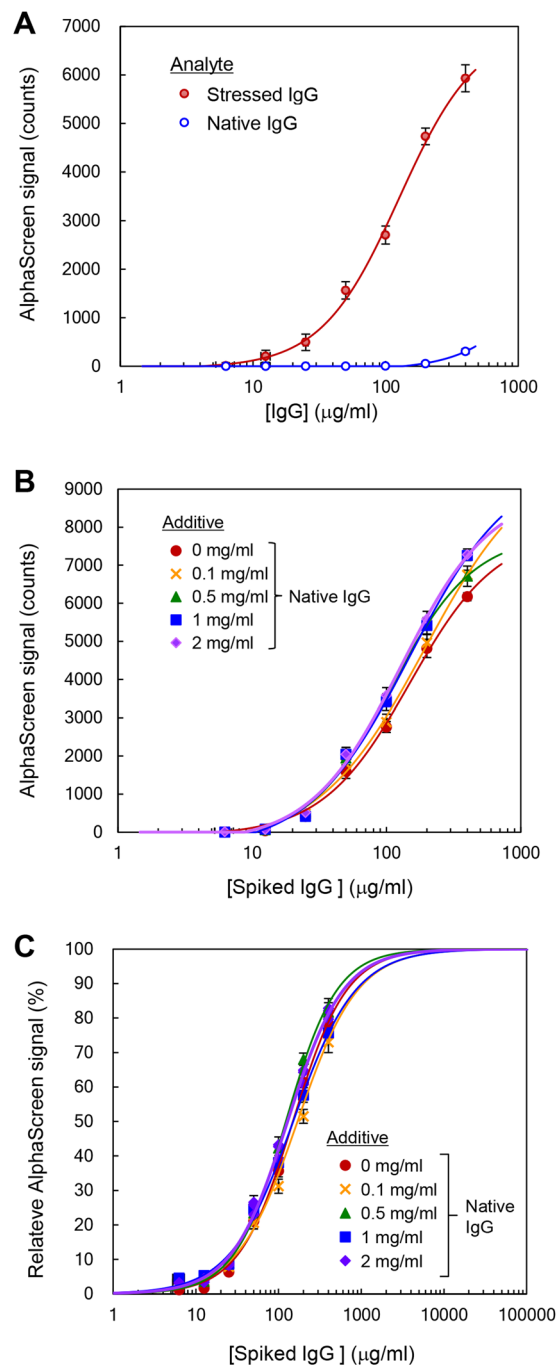 A
AlphaScreen signal (counts)
7000
6000
5000
4000
3000
2000
1000
0
Analyte
Stressed IgG
Native IgG
1 10 100 1000
[IgG] (μg/ml)
B
AlphaScreen signal (counts)
9000
8000
7000
6000
5000
4000
3000
2000
1000
0
Additive
0 mg/ml
0.1 mg/ml
0.5 mg/ml
1 mg/ml
2 mg/ml
Native IgG
1 10 100 1000
[Spiked IgG ] (μg/ml)
C
Relateve AlphaScreen signal (%)
100
90
80
70
60
50
40
30
20
10
0
Additive
0 mg/ml
0.1 mg/ml
0.5 mg/ml
1 mg/ml
2 mg/ml
Native
IgG
1 10 100 1000 10000 100000
[Spiked IgG ] (μg/ml)